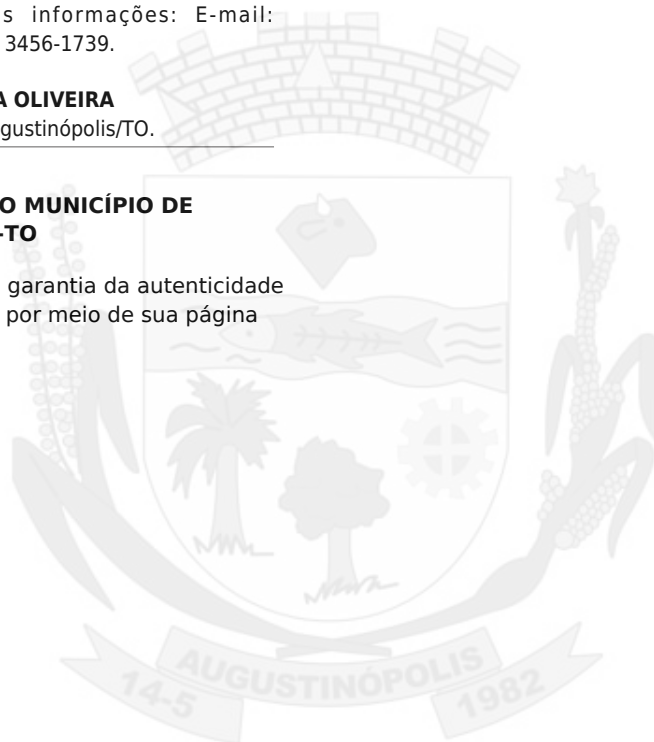 s informações: E-mail:
3456-1739.
A OLIVEIRA
gustinópolis/TO.
O MUNICÍPIO DE
-TO
garantia da autenticidade
por meio de sua página
AUGUSTINÓPOLIS
14-5 1982